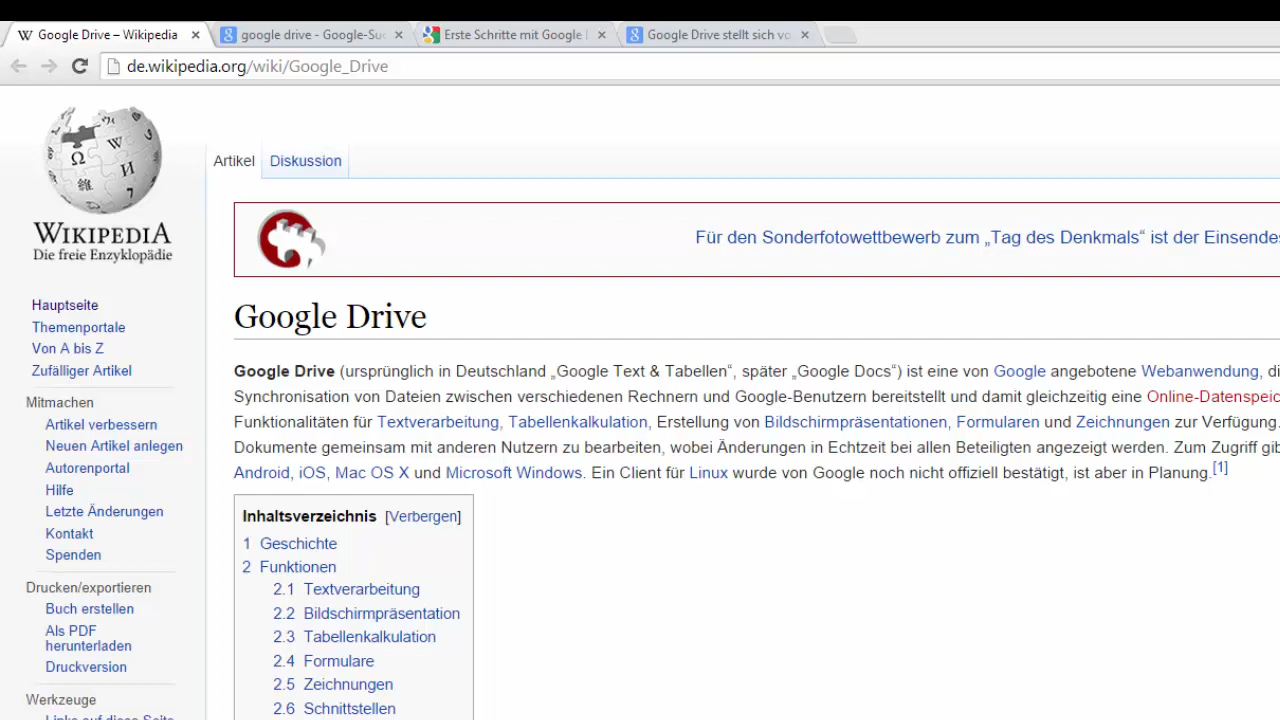 Google Drive – Wikipedia
google drive - Google-Suc
Erste Schritte mit Google
Google Drive stellt sich vo
de.wikipedia.org/wiki/Google_Drive
WIKIPEDIA
Die freie Enzyklopädie
Hauptseite
Themenportale
Von A bis Z
Zufälliger Artikel
Mitmachen
Artikel verbessern
Neuen Artikel anlegen
Autorenportal
Hilfe
Letzte Änderungen
Kontakt
Spenden
Drucken/exportieren
Buch erstellen
Als PDF
herunterladen
Druckversion
Werkzeuge
Links auf diese Seite
Artikel Diskussion
Für den Sonderfotowettbewerb zum „Tag des Denkmals“ ist der Einsendes
Google Drive
Google Drive (ursprünglich in Deutschland „Google Text & Tabellen“, später „Google Docs“) ist eine von Google angebotene Webanwendung, di
Synchronisation von Dateien zwischen verschiedenen Rechnern und Google-Benutzern bereitstellt und damit gleichzeitig eine Online-Datenspeic
Funktionalitäten für Textverarbeitung, Tabellenkalkulation, Erstellung von Bildschirmpräsentationen, Formularen und Zeichnungen zur Verfügung.
Dokumente gemeinsam mit anderen Nutzern zu bearbeiten, wobei Änderungen in Echtzeit bei allen Beteiligten angezeigt werden. Zum Zugriff gib
Android, iOS, Mac OS X und Microsoft Windows. Ein Client für Linux wurde von Google noch nicht offiziell bestätigt, ist aber in Planung.[1]
Inhaltsverzeichnis [Verbergen]
1 Geschichte
2 Funktionen
2.1 Textverarbeitung
2.2 Bildschirmpräsentation
2.3 Tabellenkalkulation
2.4 Formulare
2.5 Zeichnungen
2.6 Schnittstellen